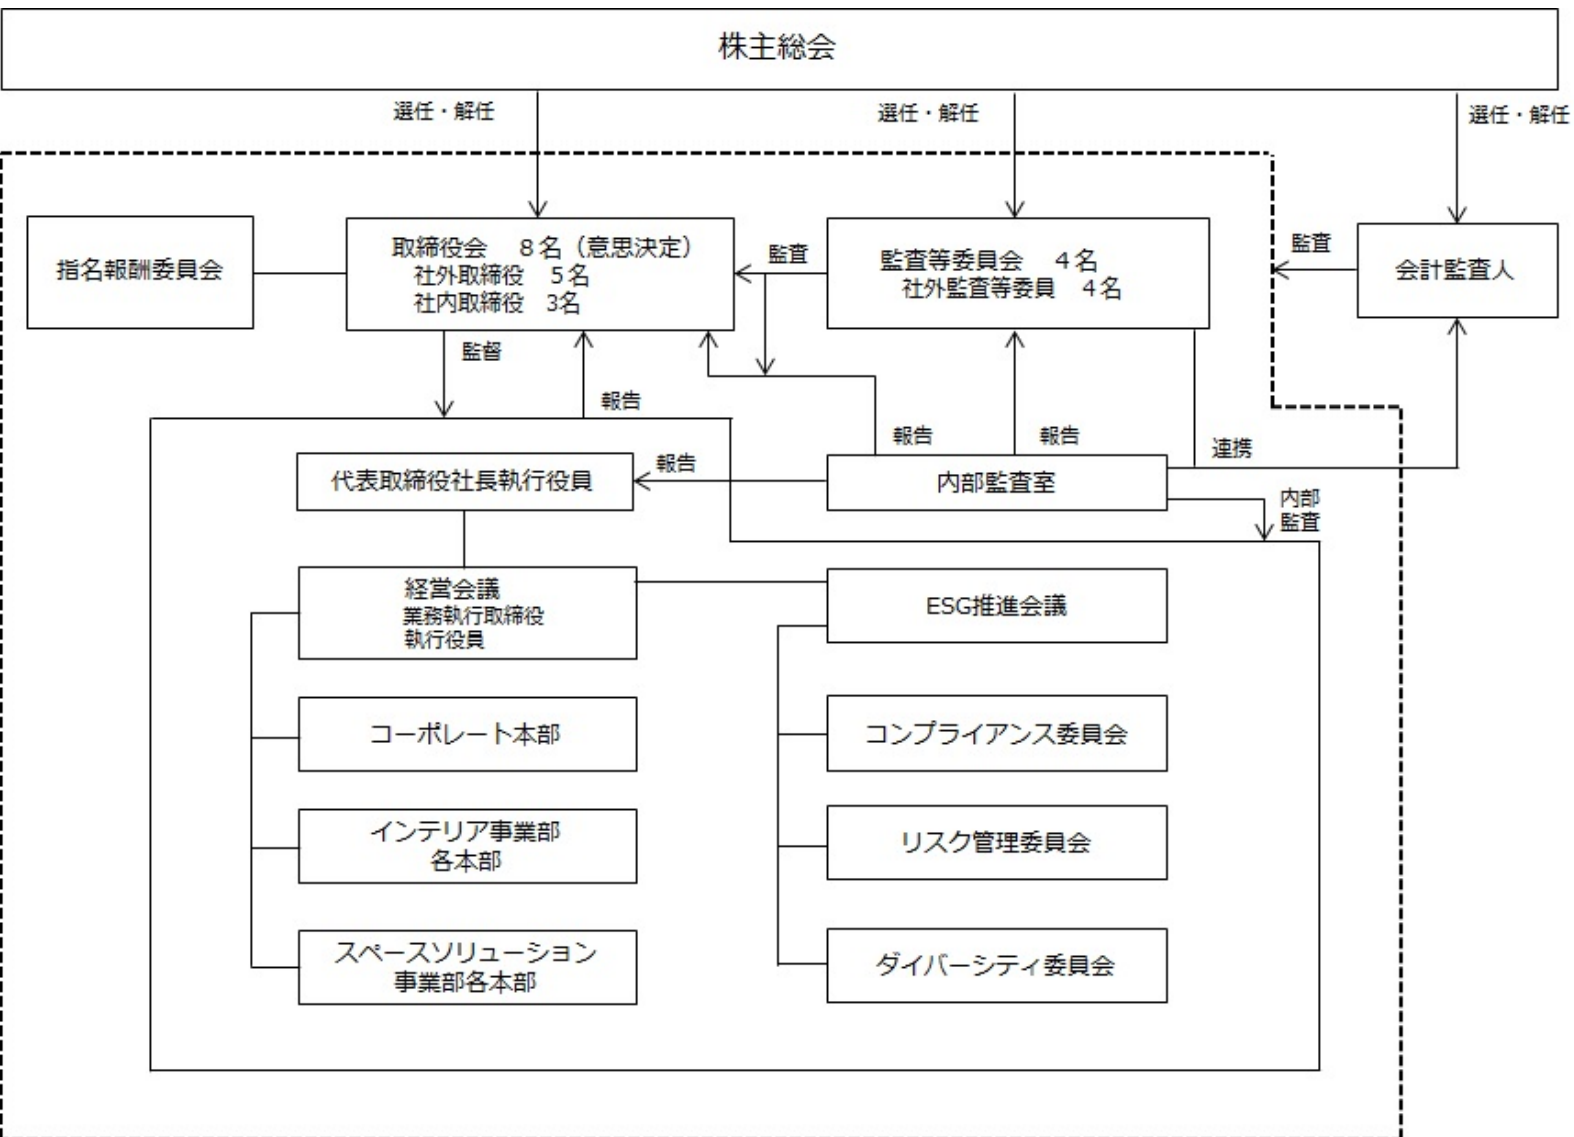 株主総会
選任・解任
選任・解任
選任・解任
指名報酬委員会
取締役会　８名（意思決定）
社外取締役　5名
社内取締役　3名
監査
監査等委員会　４名
社外監査等委員　４名
監査
会計監査人
監督
報告
報告
報告
連携
代表取締役社長執行役員
報告
内部監査室
内部
監査
経営会議
業務執行取締役
執行役員
ESG推進会議
コーポレート本部
コンプライアンス委員会
インテリア事業部
各本部
リスク管理委員会
スペースソリューション
事業部各本部
ダイバーシティ委員会